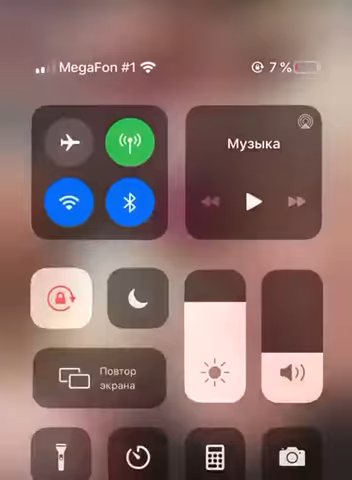 MegaFon #1
7 %
Музыка
Повтор
экрана